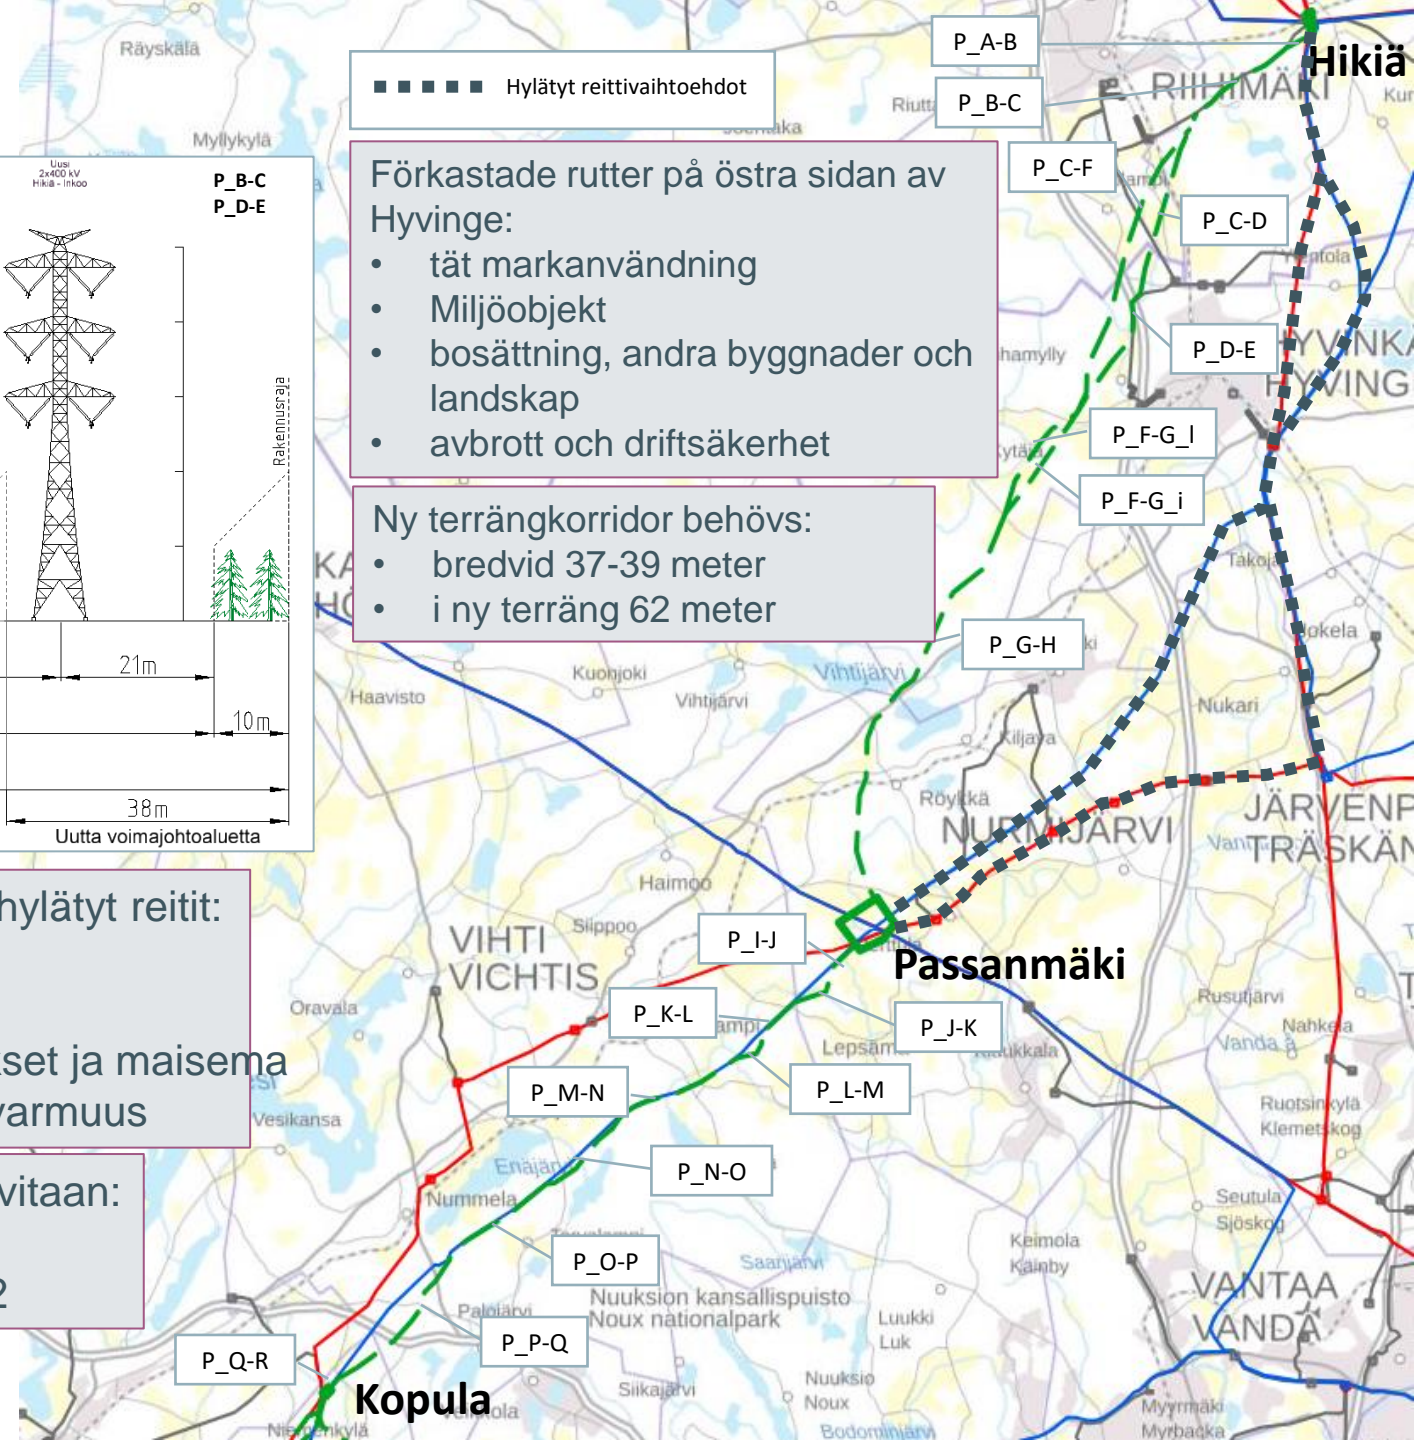 Räyskälä
Hylätyt reittivaihtoehdot
P_A-B
Hikiä
P_B-C
RIIHIMÄKI
Myllykylä
Uusi
2x400 kV
Hikiä - Inkoo
P_B-C
P_D-E
Rakennusraja
21m
10m
38m
Uutta voimajohtoaluetta
Förkastade rutter på östra sidan av
Hyvinge:
• tät markanvändning
• Miljöobjekt
• bosättning, andra byggnader och
landskap
• avbrott och driftsäkerhet
Ny terrängkorridor behövs:
• bredvid 37-39 meter
• i ny terräng 62 meter
P_C-F
P_C-D
P_D-E
P_F-G_l
P_F-G_i
Takoja
Jokela
P_G-H
Kuonjoki
Vihtijärvi
Haavisto
Vihtijärvi
Nukari
Kiljava
Röykkä
NURMIJÄRVI
Haimoo
hylätyt reitit:
Siippoo
VIHTI
VICHTIS
P_I-J
Passanmäki
Oravala
P_K-L
P_J-K
Rusutjärvi
Nahkela
Vanda å
Lepsämä
set ja maisema
varmuus
Vesikansa
P_M-N
P_L-M
Ruotsinkylä
Klemetskog
Enäjärvi
P_N-O
vitaan:
2
Nummela
Seutula
Sjöskog
P_O-P
Saarijärvi
Keimola
Käinby
VANTAA
VANDA
Nuuksion kansallispuisto
Noux nationalpark
Luukki
Luk
Palojärvi
P_P-Q
P_Q-R
Kopula
Siikajärvi
Nuuksio
Noux
Myyrmäki
Myrbacka
Bodominjärvi